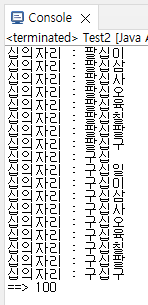 Console
<terminated> Test2 [Java A
십의자리 : 팔십이
십의자리 : 팔십삼
십의자리 : 팔십사
십의자리 : 팔십오
십의자리 : 팔십육
십의자리 : 팔십칠
십의자리 : 팔십팔
십의자리 : 팔십구
십의자리 : 구십
십의자리 : 구십일
십의자리 : 구십이
십의자리 : 구십삼
십의자리 : 구십사
십의자리 : 구십오
십의자리 : 구십육
십의자리 : 구십칠
십의자리 : 구십팔
십의자리 : 구십구
==> 100